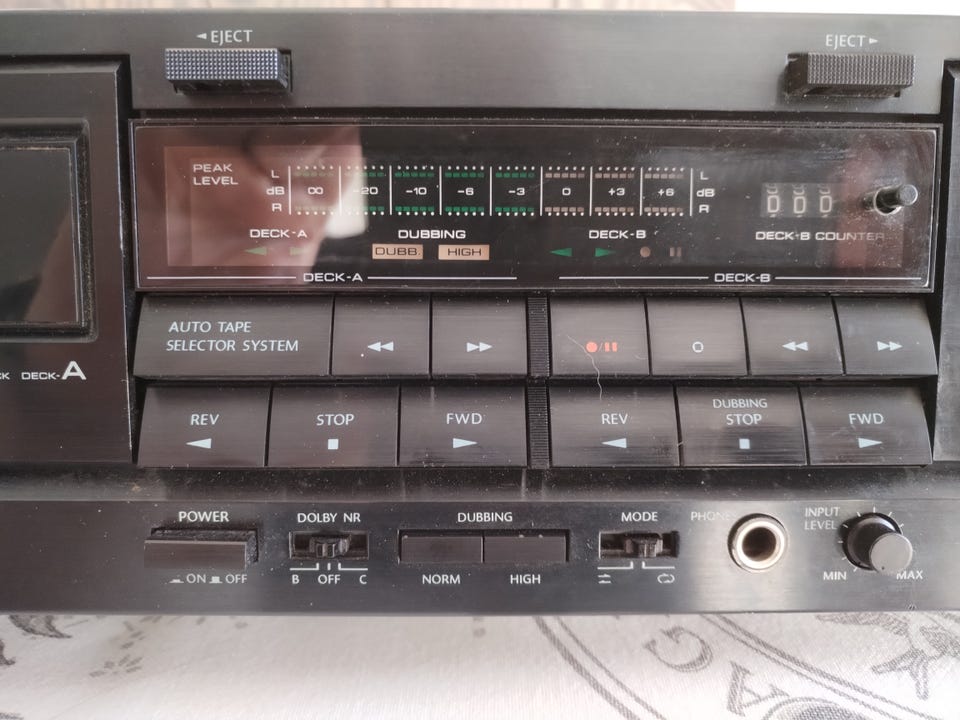 ◄ EJECT
EJECT ►
PEAK
LEVEL
L
dB
R
∞ -20 -10 -6 -3 0 +3 +6
L
dB
R
000
DECK-A
DUBBING
DECK-B
DECK-B COUNTER
DUBB.
HIGH
DECK-A
DECK-B
AUTO TAPE
SELECTOR SYSTEM
DECK-A
REV
STOP
FWD
REV
DUBBING
STOP
FWD
POWER
ON OFF
DOLBY NR
B OFF C
DUBBING
NORM HIGH
MODE
PHONES
INPUT
LEVEL
MIN MAX